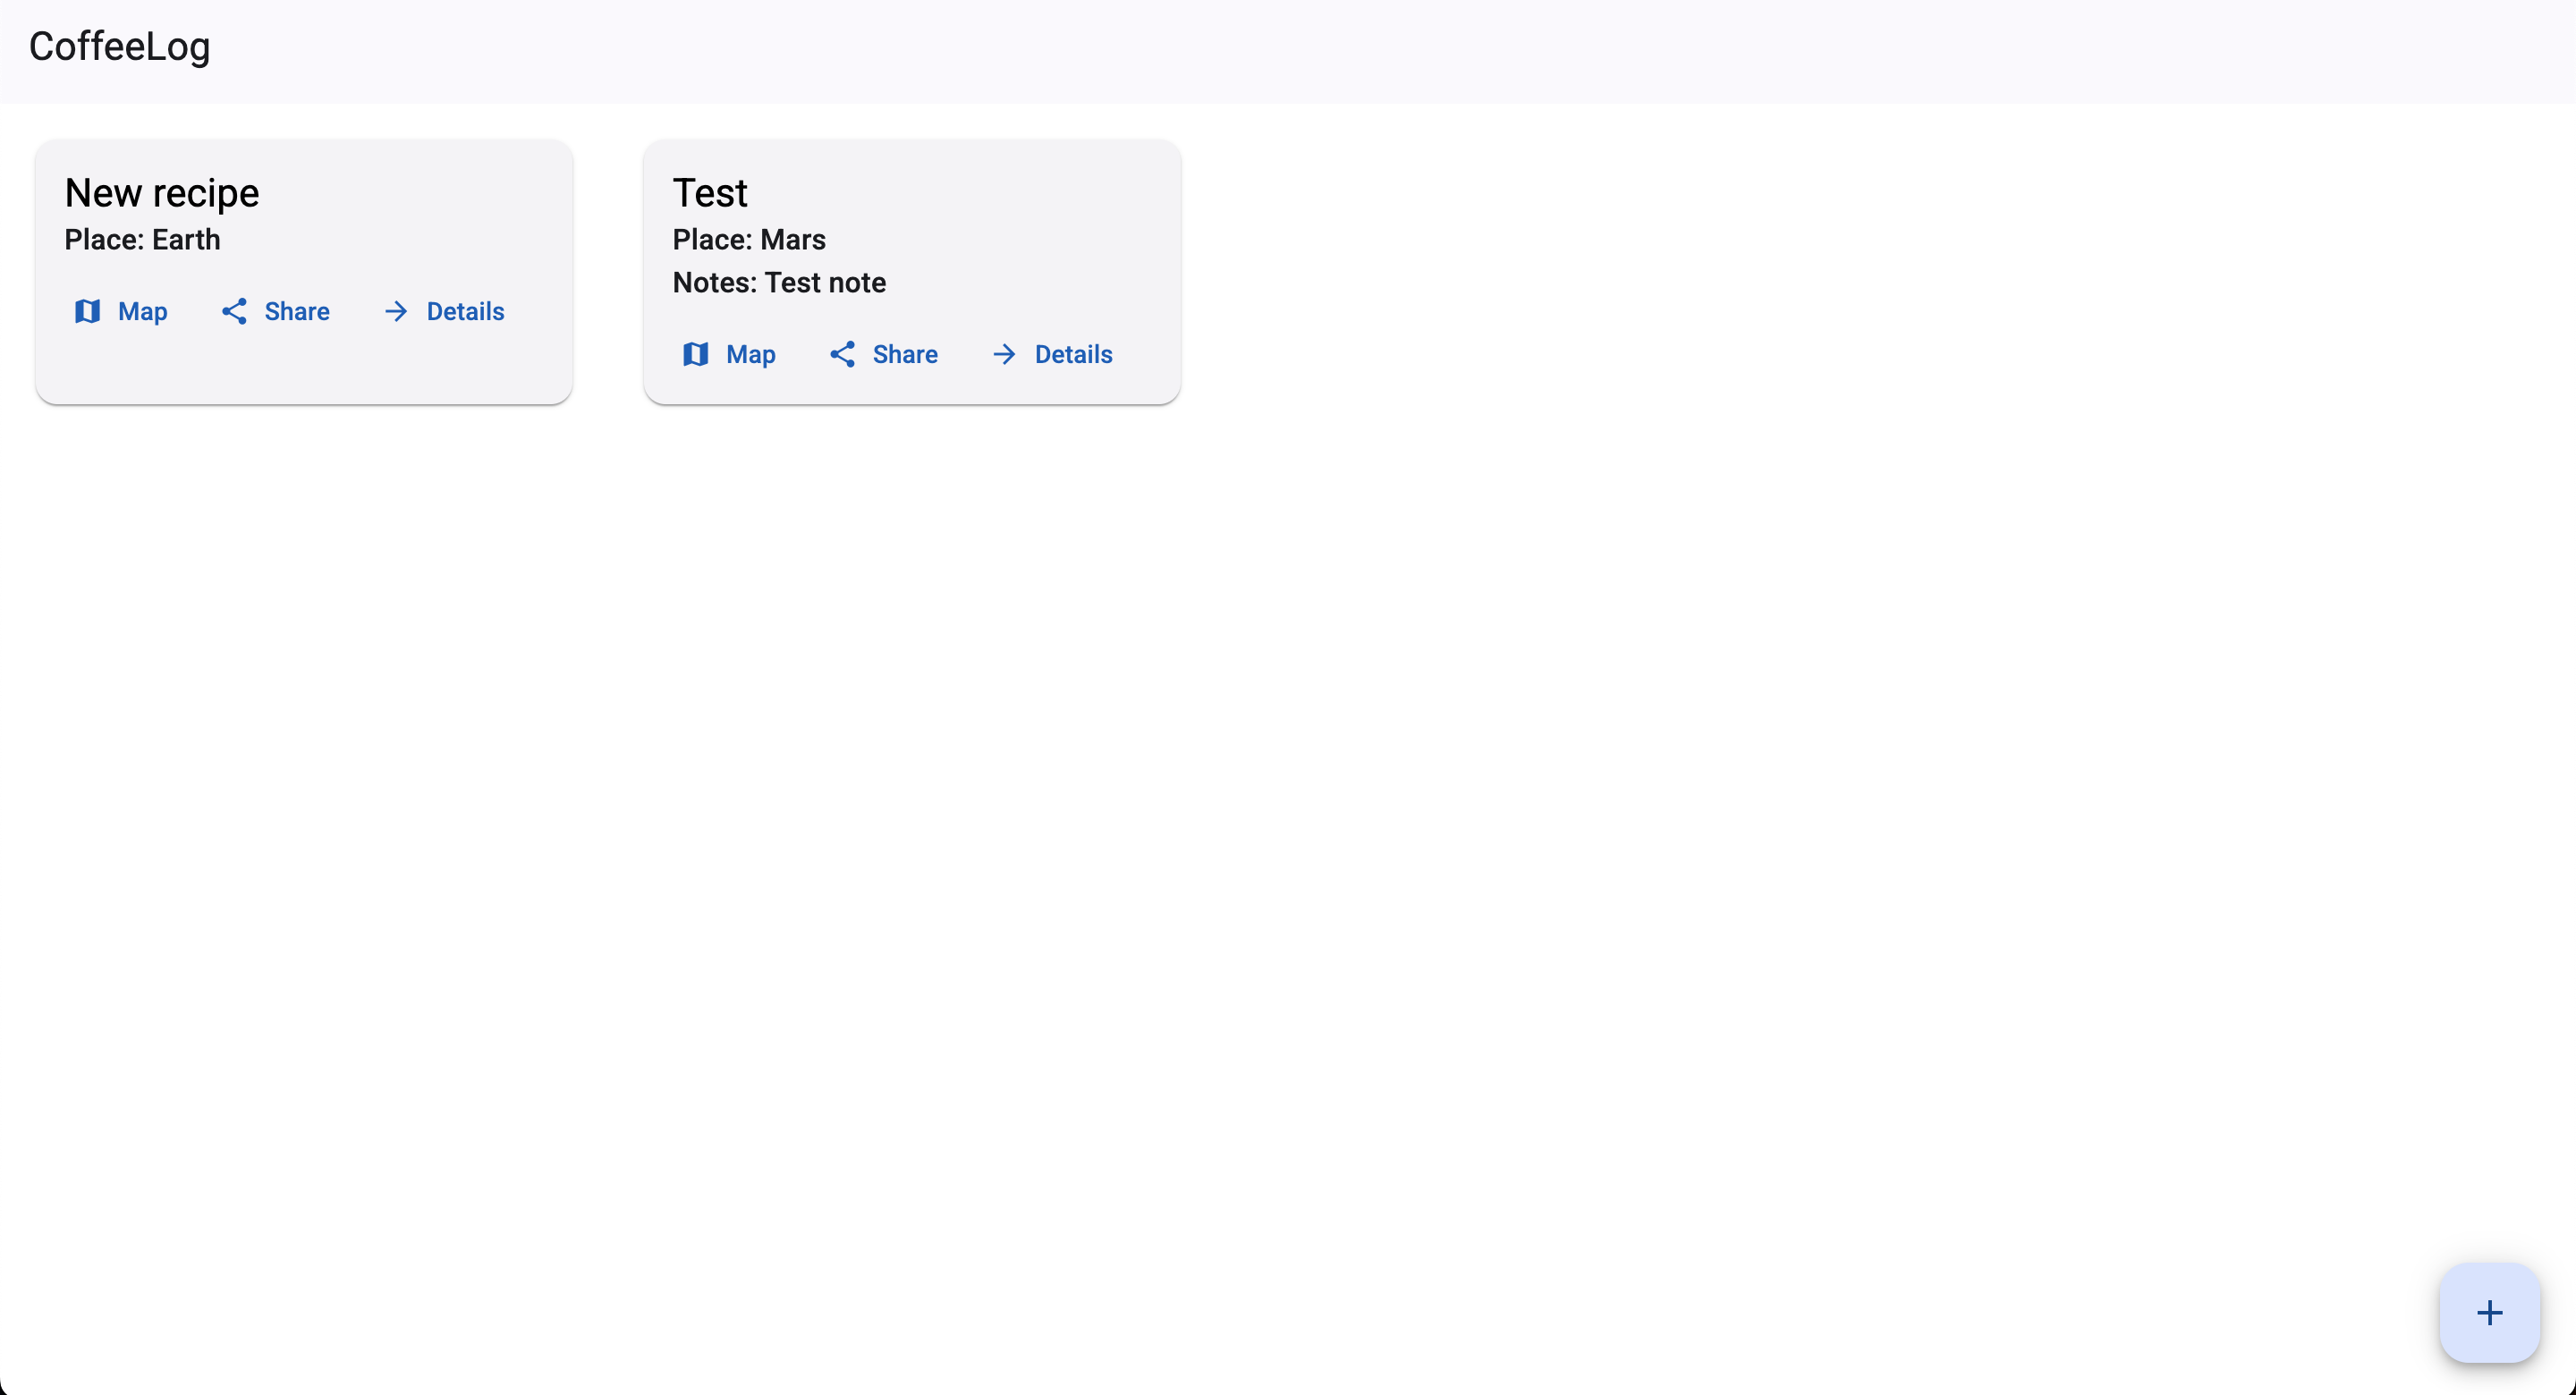 CoffeeLog
New recipe
Place: Earth
Map Share Details
Test
Place: Mars
Notes: Test note
Map Share Details